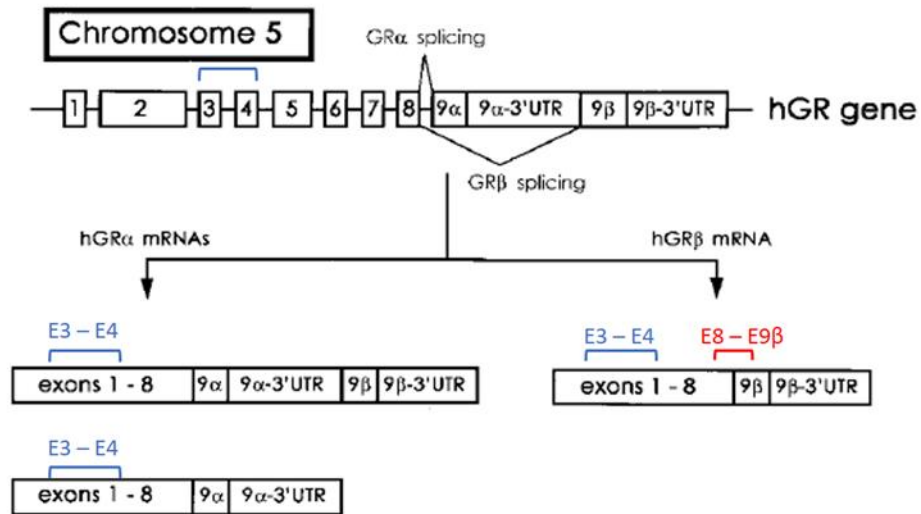 Chromosome 5
GRα splicing
1 2 3 4 5 6 7 8 9α 9α-3'UTR 9β 9β-3'UTR hGR gene
GRβ splicing
hGRα mRNAs
hGRβ mRNA
E3 – E4
E3 – E4 E8 – E9β
exons 1 - 8 9α 9α-3'UTR 9β 9β-3'UTR
exons 1 - 8 9β 9β-3'UTR
E3 – E4
exons 1 - 8 9α 9α-3'UTR